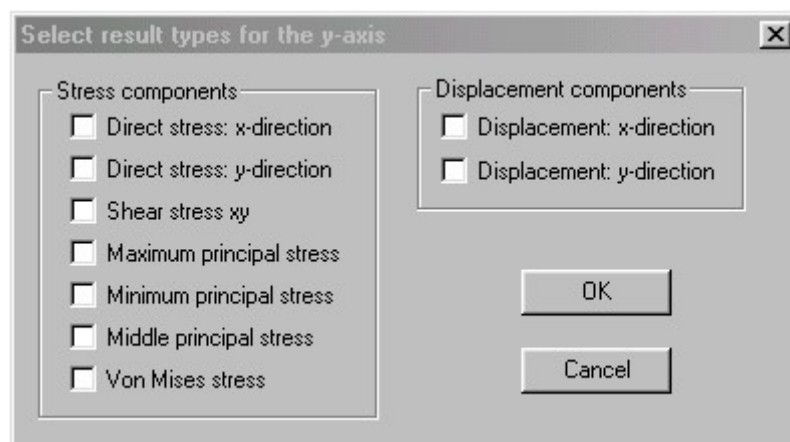 Select result types for the y-axis
Stress components
Direct stress: x-direction
Direct stress: y-direction
Shear stress xy
Maximum principal stress
Minimum principal stress
Middle principal stress
Von Mises stress
Displacement components
Displacement: x-direction
Displacement: y-direction
OK
Cancel